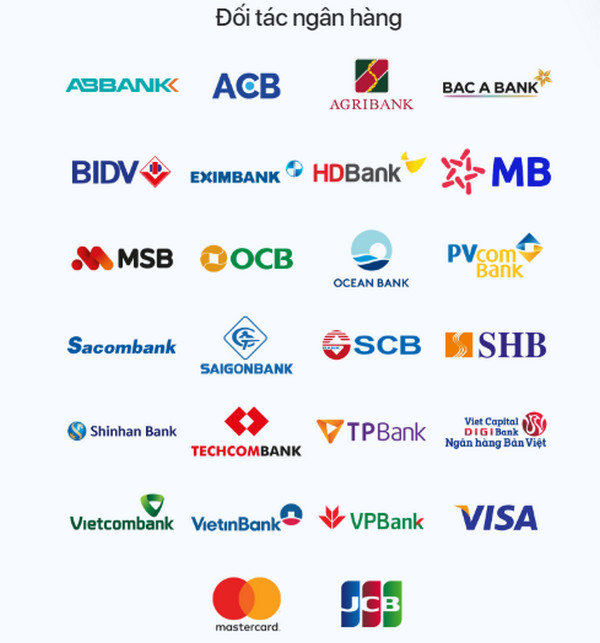 Đối tác ngân hàng
ABBANK
ACB
AGRIBANK
BAC A BANK
BIDV
EXIMBANK
HDBank
MB
MSB
OCB
OCEAN BANK
PVcom
Bank
Sacombank
SAIGONBANK
SCB
SHB
Shinhan Bank
TECHCOMBANK
TPBank
Viet Capital
DIGI Bank
Ngân hàng Bản Việt
Vietcombank
VietinBank
VPBank
VISA
mastercard.
JCB